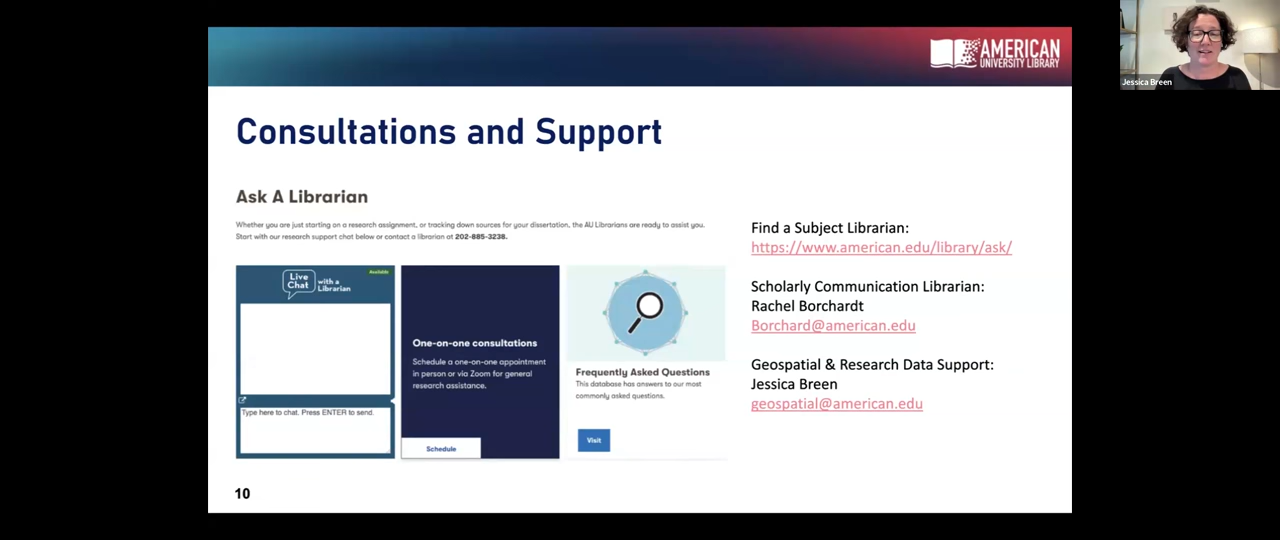 AMERICAN
UNIVERSITY LIBRARY
Jessica Breen
Consultations and Support
Ask A Librarian
Whether you are just starting on a research assignment, or tracking down sources for your dissertation, the AU Librarians are ready to assist you.
Start with our research support chat below or contact a librarian at 202-885-3238.
Available
Live
Chat
with a
Librarian
Type here to chat. Press ENTER to send.
One-on-one consultations
Schedule a one-on-one appointment
in person or via Zoom for general
research assistance.
Schedule
Frequently Asked Questions
This database has answers to our most
commonly asked questions.
Visit
Find a Subject Librarian:
https://www.american.edu/library/ask/
Scholarly Communication Librarian:
Rachel Borchardt
Borchard@american.edu
Geospatial & Research Data Support:
Jessica Breen
geospatial@american.edu
10